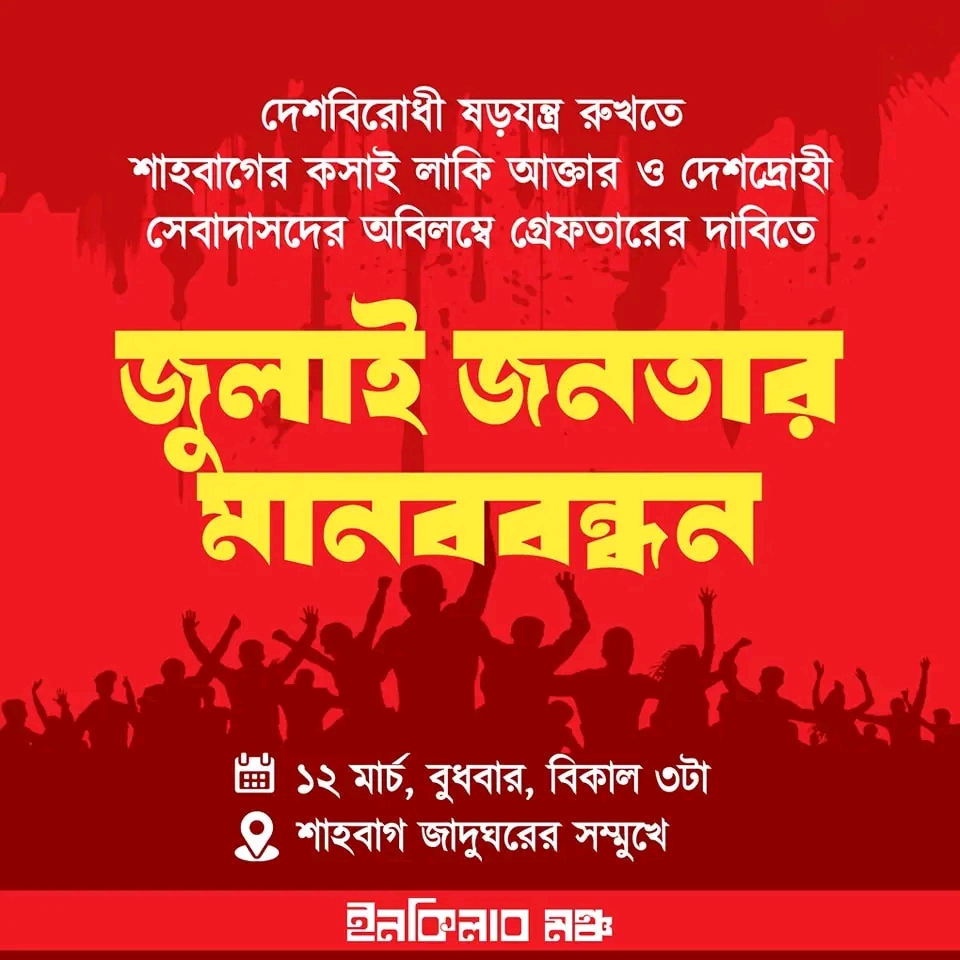 দেশবিরোধী ষড়যন্ত্র রুখতে
শাহবাগের কসাই লাকি আক্তার ও দেশদ্রোহী
সেবাদাসদের অবিলম্বে গ্রেফতারের দাবিতে
জুলাই জনতার
মানববন্ধন
১২ মার্চ, বুধবার, বিকাল ৩টা
শাহবাগ জাদুঘরের সম্মুখে
ইনকিলাব মঞ্চ